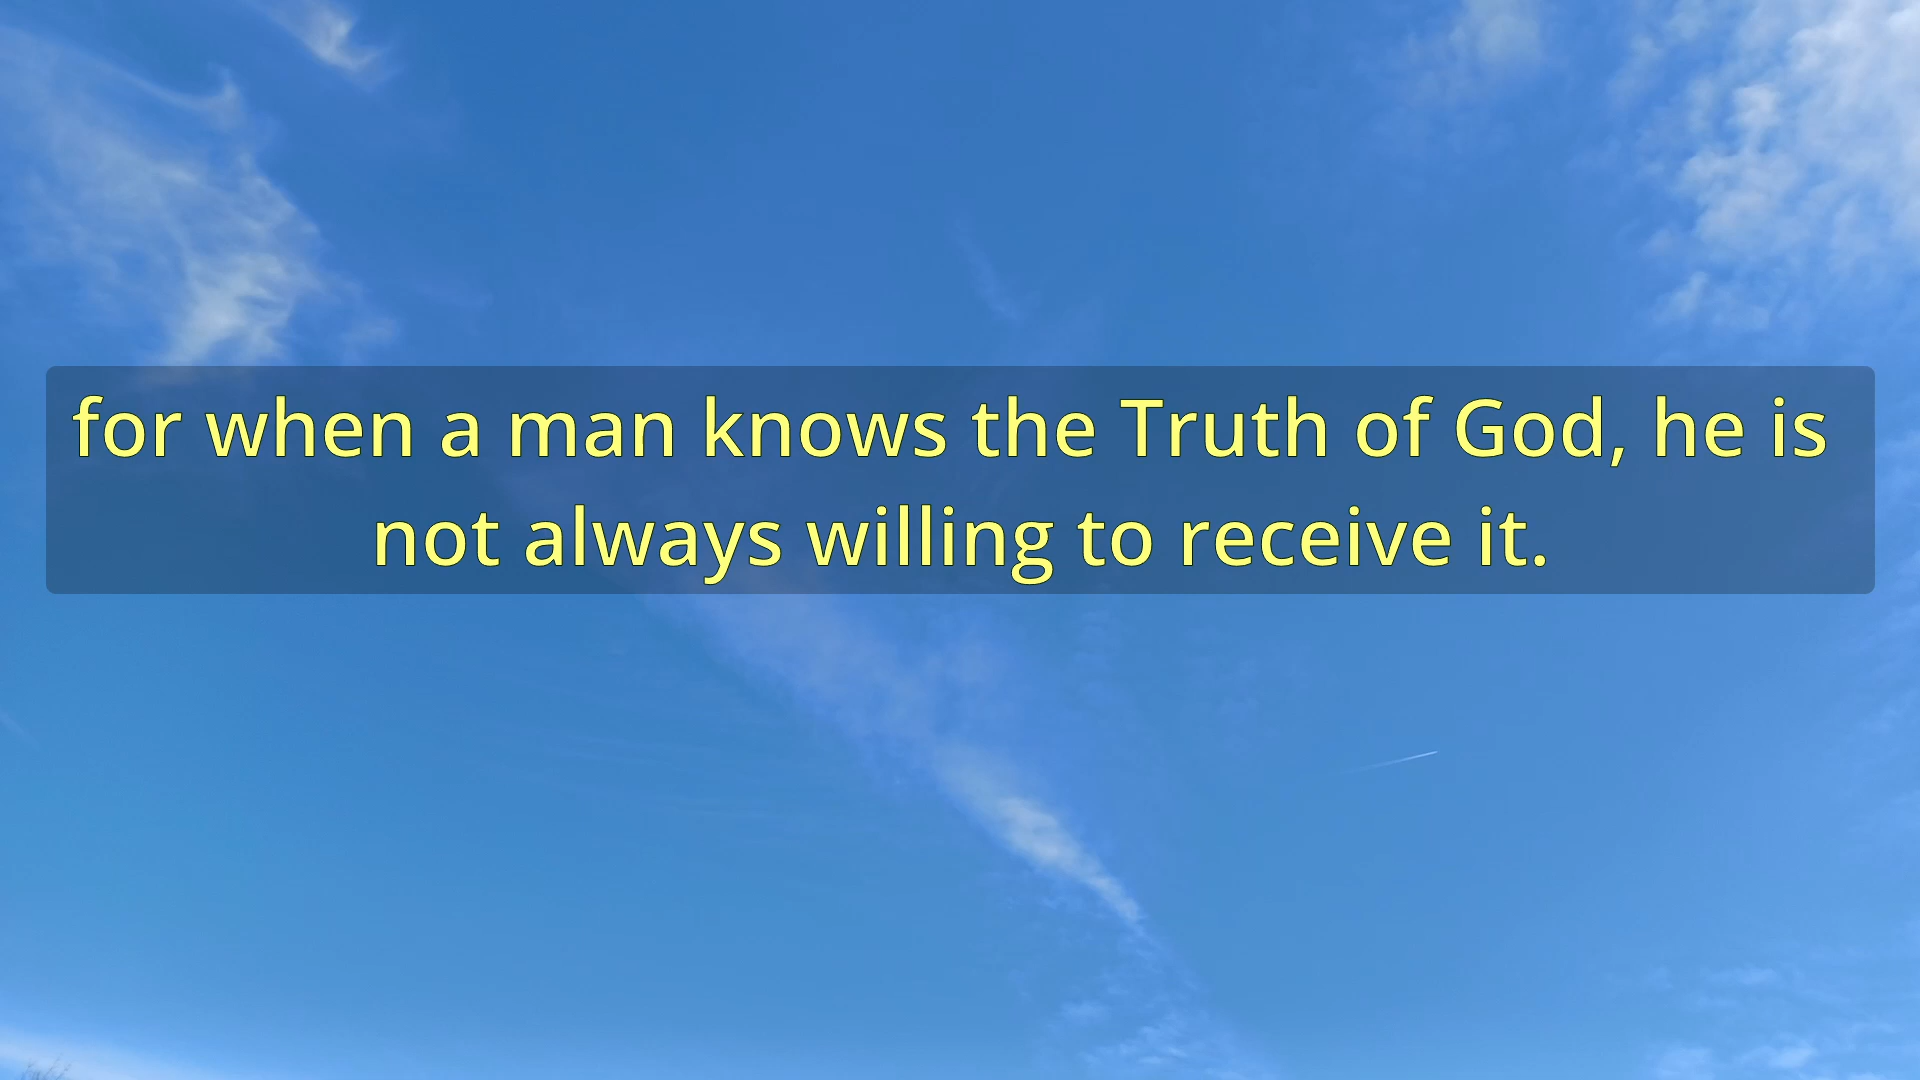 for when a man knows the Truth of God, he is
not always willing to receive it.